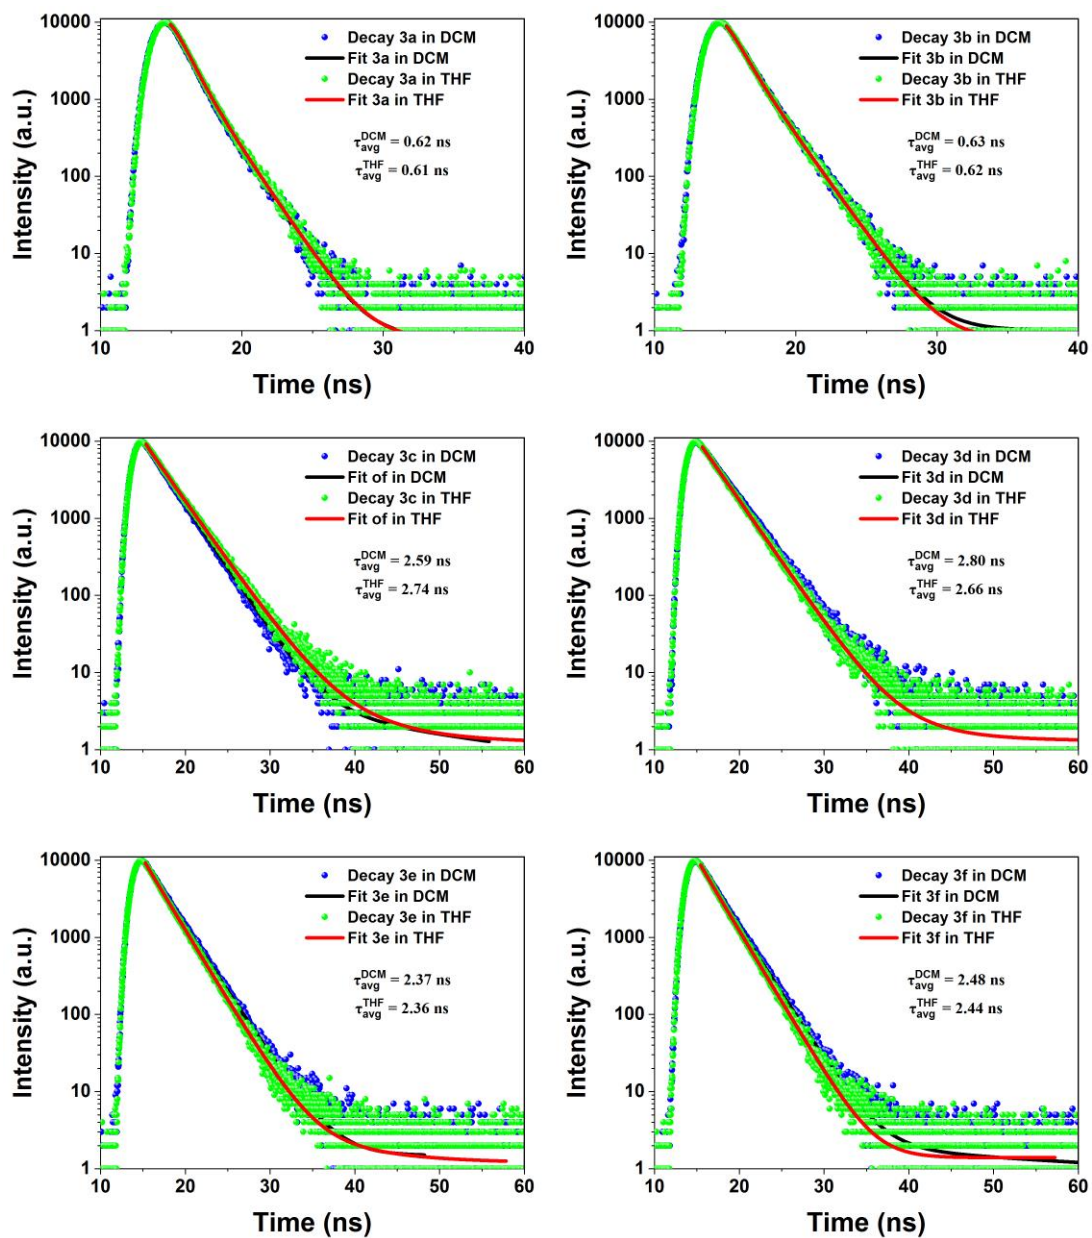 Decay 3a in DCM
Fit 3a in DCM
Decay 3a in THF
Fit 3a in THF
τ_avg^DCM = 0.62 ns
τ_avg^THF = 0.61 ns
Intensity (a.u.)
10000
1000
100
10
1
10 20 30 40
Time (ns)
Decay 3b in DCM
Fit 3b in DCM
Decay 3b in THF
Fit 3b in THF
τ_avg^DCM = 0.63 ns
τ_avg^THF = 0.62 ns
Intensity (a.u.)
10000
1000
100
10
1
10 20 30 40
Time (ns)
Decay 3c in DCM
Fit of in DCM
Decay 3c in THF
Fit of in THF
τ_avg^DCM = 2.59 ns
τ_avg^THF = 2.74 ns
Intensity (a.u.)
10000
1000
100
10
1
10 20 30 40 50 60
Time (ns)
Decay 3d in DCM
Fit 3d in DCM
Decay 3d in THF
Fit 3d in THF
τ_avg^DCM = 2.80 ns
τ_avg^THF = 2.66 ns
Intensity (a.u.)
10000
1000
100
10
1
10 20 30 40 50 60
Time (ns)
Decay 3e in DCM
Fit 3e in DCM
Decay 3e in THF
Fit 3e in THF
τ_avg^DCM = 2.37 ns
τ_avg^THF = 2.36 ns
Intensity (a.u.)
10000
1000
100
10
1
10 20 30 40 50 60
Time (ns)
Decay 3f in DCM
Fit 3f in DCM
Decay 3f in THF
Fit 3f in THF
τ_avg^DCM = 2.48 ns
τ_avg^THF = 2.44 ns
Intensity (a.u.)
10000
1000
100
10
1
10 20 30 40 50 60
Time (ns)